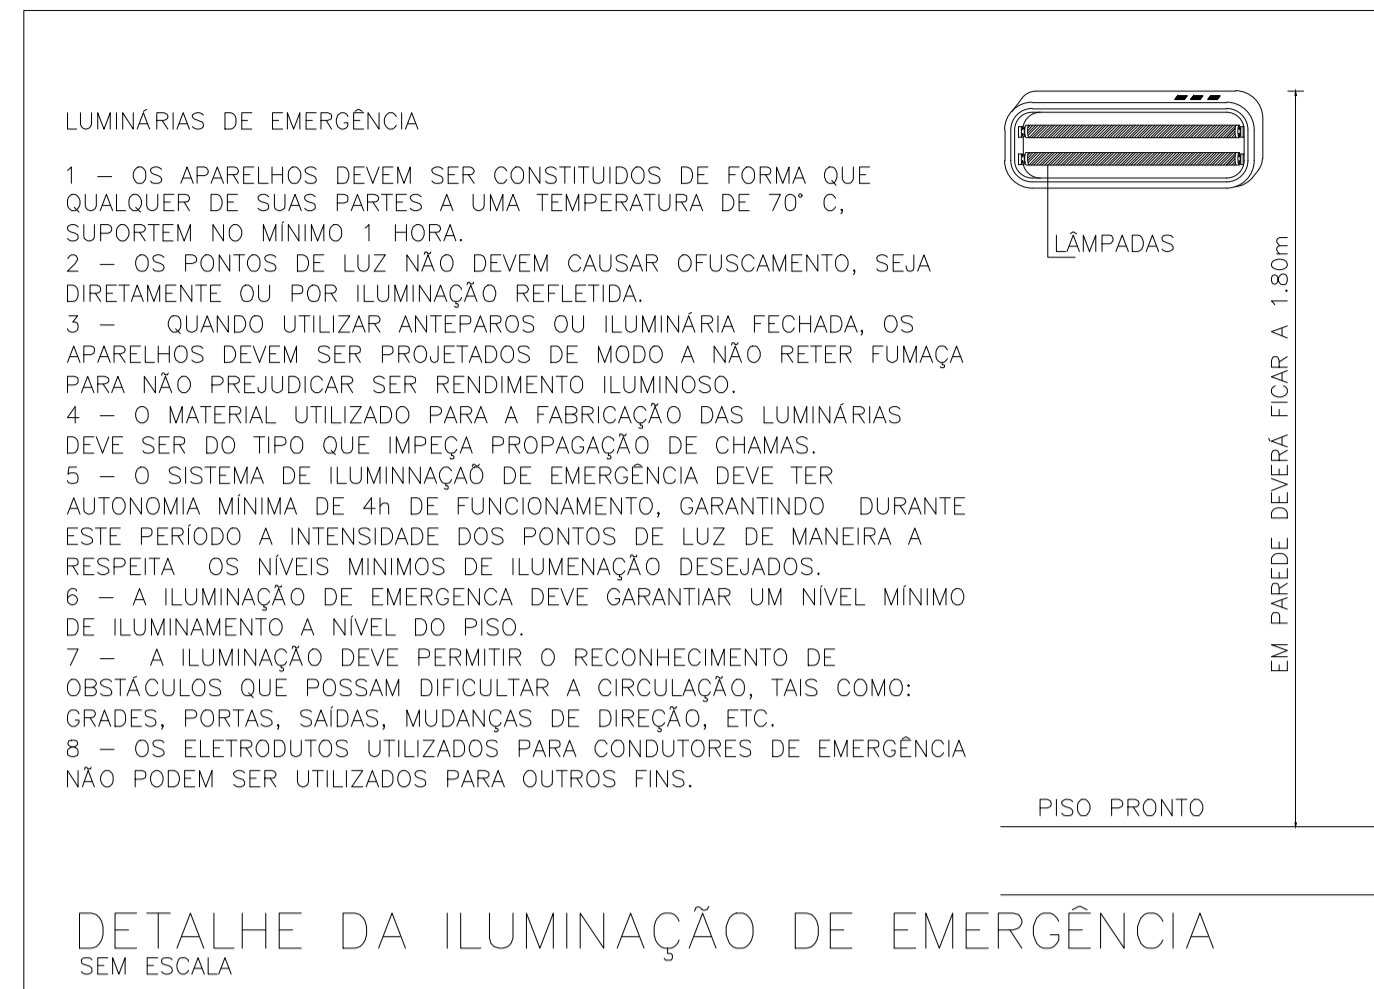 LUMINÁRIAS DE EMERGÊNCIA
1 – OS APARELHOS DEVEM SER CONSTITUIDOS DE FORMA QUE
QUALQUER DE SUAS PARTES A UMA TEMPERATURA DE 70° C,
SUPORTEM NO MÍNIMO 1 HORA.
2 – OS PONTOS DE LUZ NÃO DEVEM CAUSAR OFUSCAMENTO, SEJA
DIRETAMENTE OU POR ILUMINAÇÃO REFLETIDA.
3 – QUANDO UTILIZAR ANTEPAROS OU ILUMINÁRIA FECHADA, OS
APARELHOS DEVEM SER PROJETADOS DE MODO A NÃO RETER FUMAÇA
PARA NÃO PREJUDICAR SER RENDIMENTO ILUMINOSO.
4 – O MATERIAL UTILIZADO PARA A FABRICAÇÃO DAS LUMINÁRIAS
DEVE SER DO TIPO QUE IMPEÇA PROPAGAÇÃO DE CHAMAS.
5 – O SISTEMA DE ILUMINNAÇAÕ DE EMERGÊNCIA DEVE TER
AUTONOMIA MÍNIMA DE 4h DE FUNCIONAMENTO, GARANTINDO DURANTE
ESTE PERÍODO A INTENSIDADE DOS PONTOS DE LUZ DE MANEIRA A
RESPEITA OS NÍVEIS MINIMOS DE ILUMENAÇÃO DESEJADOS.
6 – A ILUMINAÇÃO DE EMERGENCA DEVE GARANTIAR UM NÍVEL MÍNIMO
DE ILUMINAMENTO A NÍVEL DO PISO.
7 – A ILUMINAÇÃO DEVE PERMITIR O RECONHECIMENTO DE
OBSTÁCULOS QUE POSSAM DIFICULTAR A CIRCULAÇÃO, TAIS COMO:
GRADES, PORTAS, SAÍDAS, MUDANÇAS DE DIREÇÃO, ETC.
8 – OS ELETRODUTOS UTILIZADOS PARA CONDUTORES DE EMERGÊNCIA
NÃO PODEM SER UTILIZADOS PARA OUTROS FINS.
LÂMPADAS
EM PAREDE DEVERÁ FICAR A 1.80m
PISO PRONTO
DETALHE DA ILUMINAÇÃO DE EMERGÊNCIA
SEM ESCALA